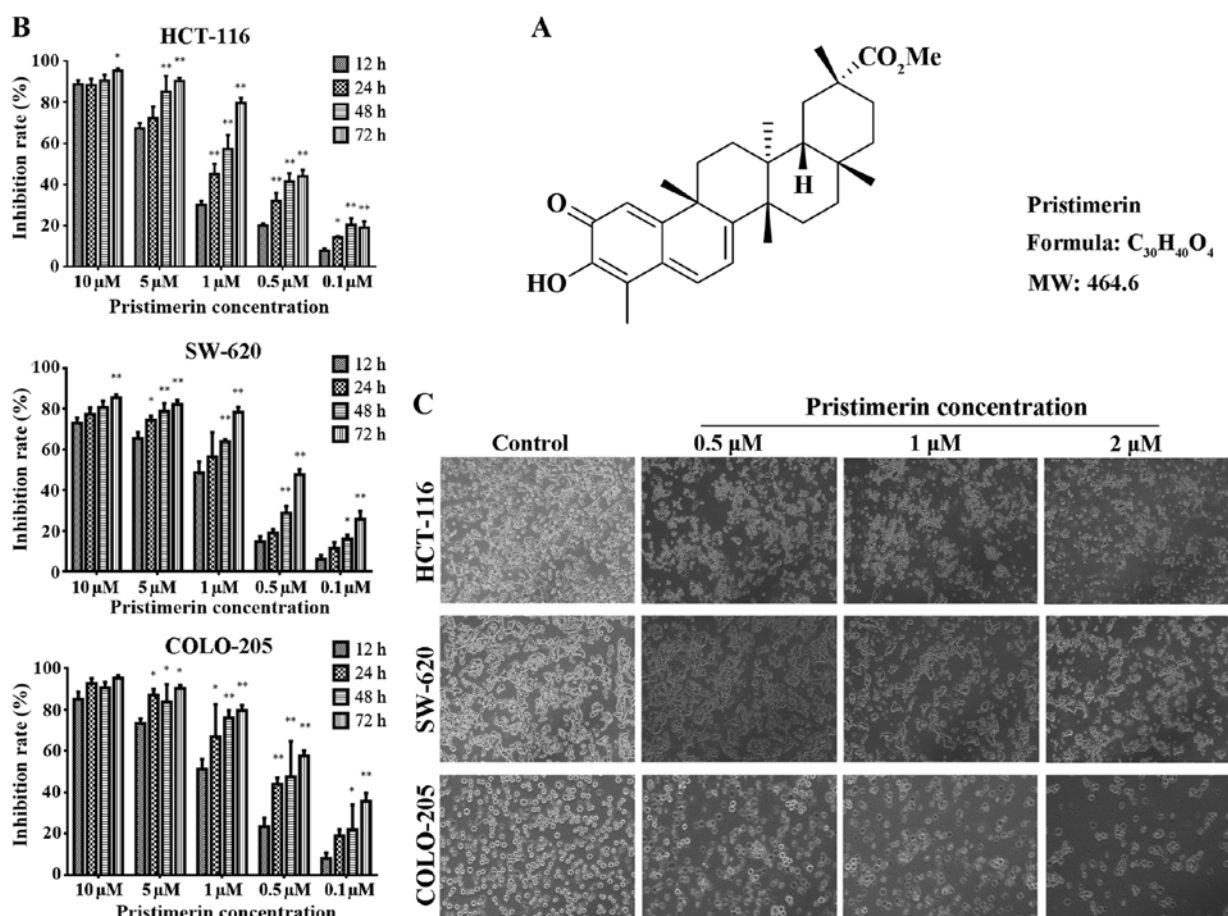 B
HCT-116
Inhibition rate (%)
100
80
60
40
20
0
12 h
24 h
48 h
72 h
*
** **
** ** **
** ** **
* ** **
10 µM 5 µM 1 µM 0.5 µM 0.1µM
Pristimerin concentration
SW-620
Inhibition rate (%)
100
80
60
40
20
0
12 h
24 h
48 h
72 h
**
* ** **
** **
** **
* **
10 µM 5 µM 1 µM 0.5 µM 0.1 µM
Pristimerin concentration
COLO-205
Inhibition rate (%)
100
80
60
40
20
0
12 h
24 h
48 h
72 h
* * *
* ** **
** ** **
* **
10 µM 5 µM 1 µM 0.5 µM 0.1 µM
Pristimerin concentration
A
CO₂Me
H
O
HO
Pristimerin
Formula: C₃₀H₄₀O₄
MW: 464.6
C
Pristimerin concentration
Control 0.5 µM 1 µM 2 µM
HCT-116
SW-620
COLO-205